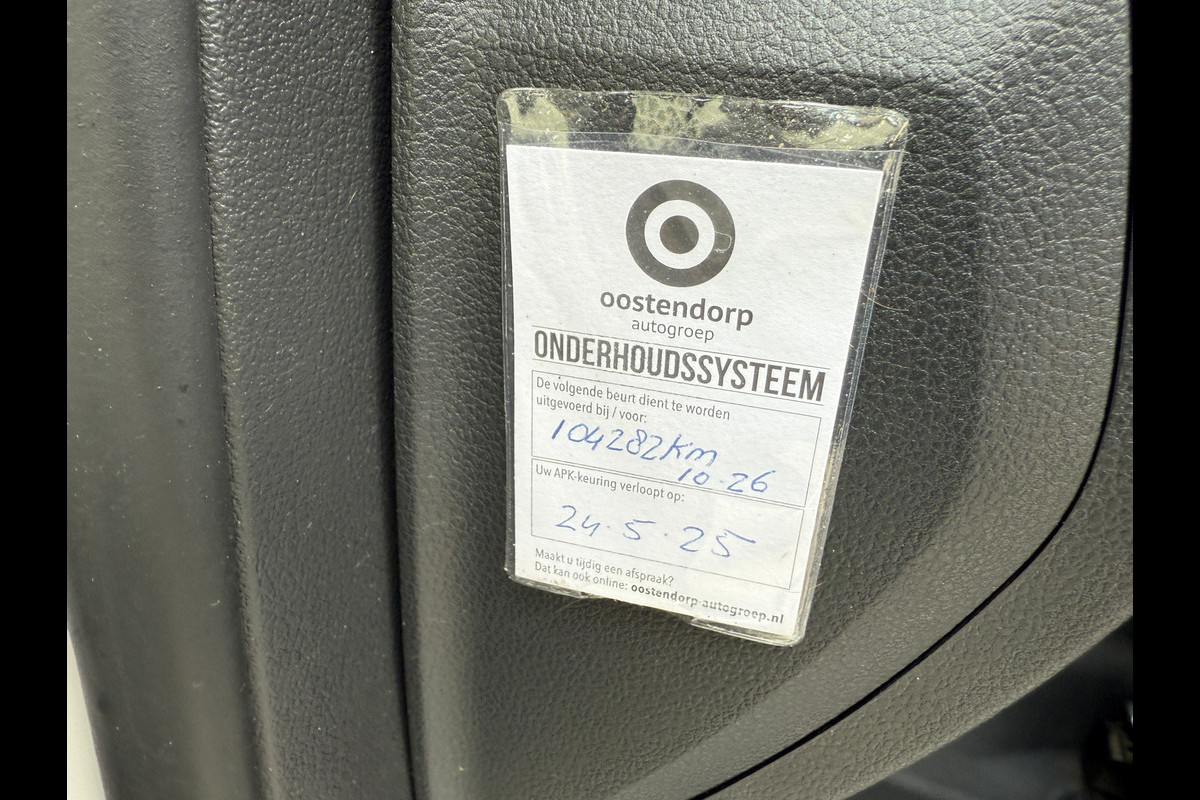 oostendorp
autogroep
ONDERHOUDSSYSTEEM
De volgende beurt dient te worden
uitgevoerd bij / voor:
104282km
10-26
Uw APK-keuring verloopt op:
24.5.25
Maakt u tijdig een afspraak?
Dat kan ook online: oostendorp-autogroep.nl